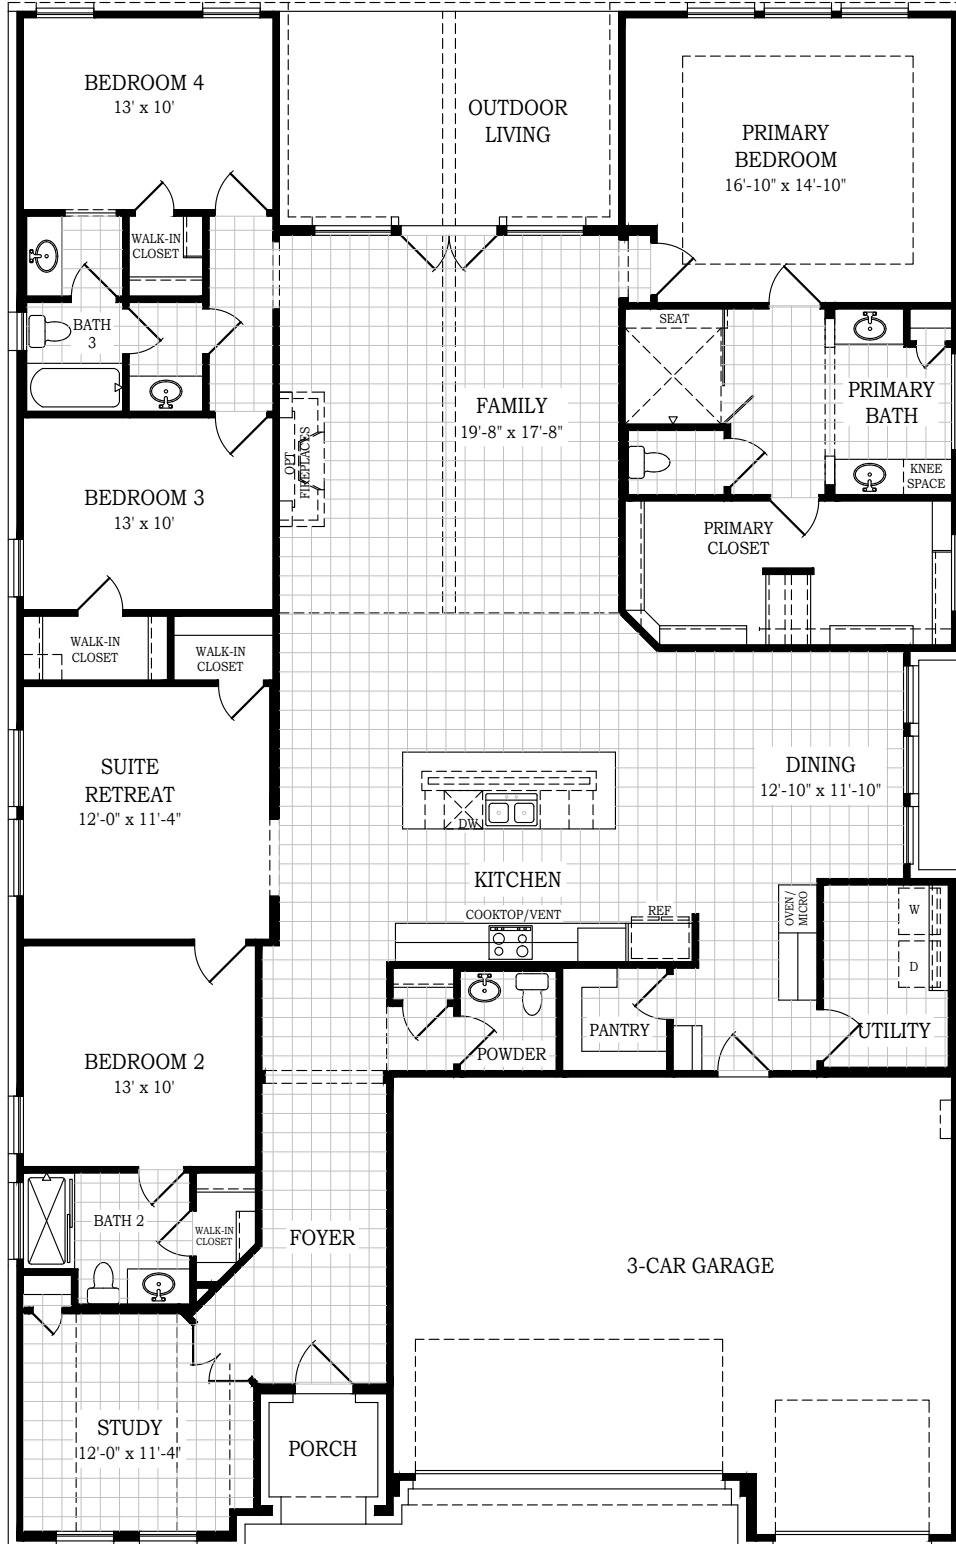 BEDROOM 4
13' x 10'
OUTDOOR
LIVING
PRIMARY
BEDROOM
16'-10" x 14'-10"
WALK-IN
CLOSET
BATH
3
SEAT
PRIMARY
BATH
FAMILY
19'-8" x 17'-8"
OPT
FIREPLACES
KNEE
SPACE
BEDROOM 3
13' x 10'
PRIMARY
CLOSET
WALK-IN
CLOSET
WALK-IN
CLOSET
SUITE
RETREAT
12'-0" x 11'-4"
DINING
12'-10" x 11'-10"
DW
KITCHEN
COOKTOP/VENT
REF
OVEN/
MICRO
W
D
PANTRY
UTILITY
POWDER
BEDROOM 2
13' x 10'
BATH 2
WALK-IN
CLOSET
FOYER
3-CAR GARAGE
STUDY
12'-0" x 11'-4"
PORCH